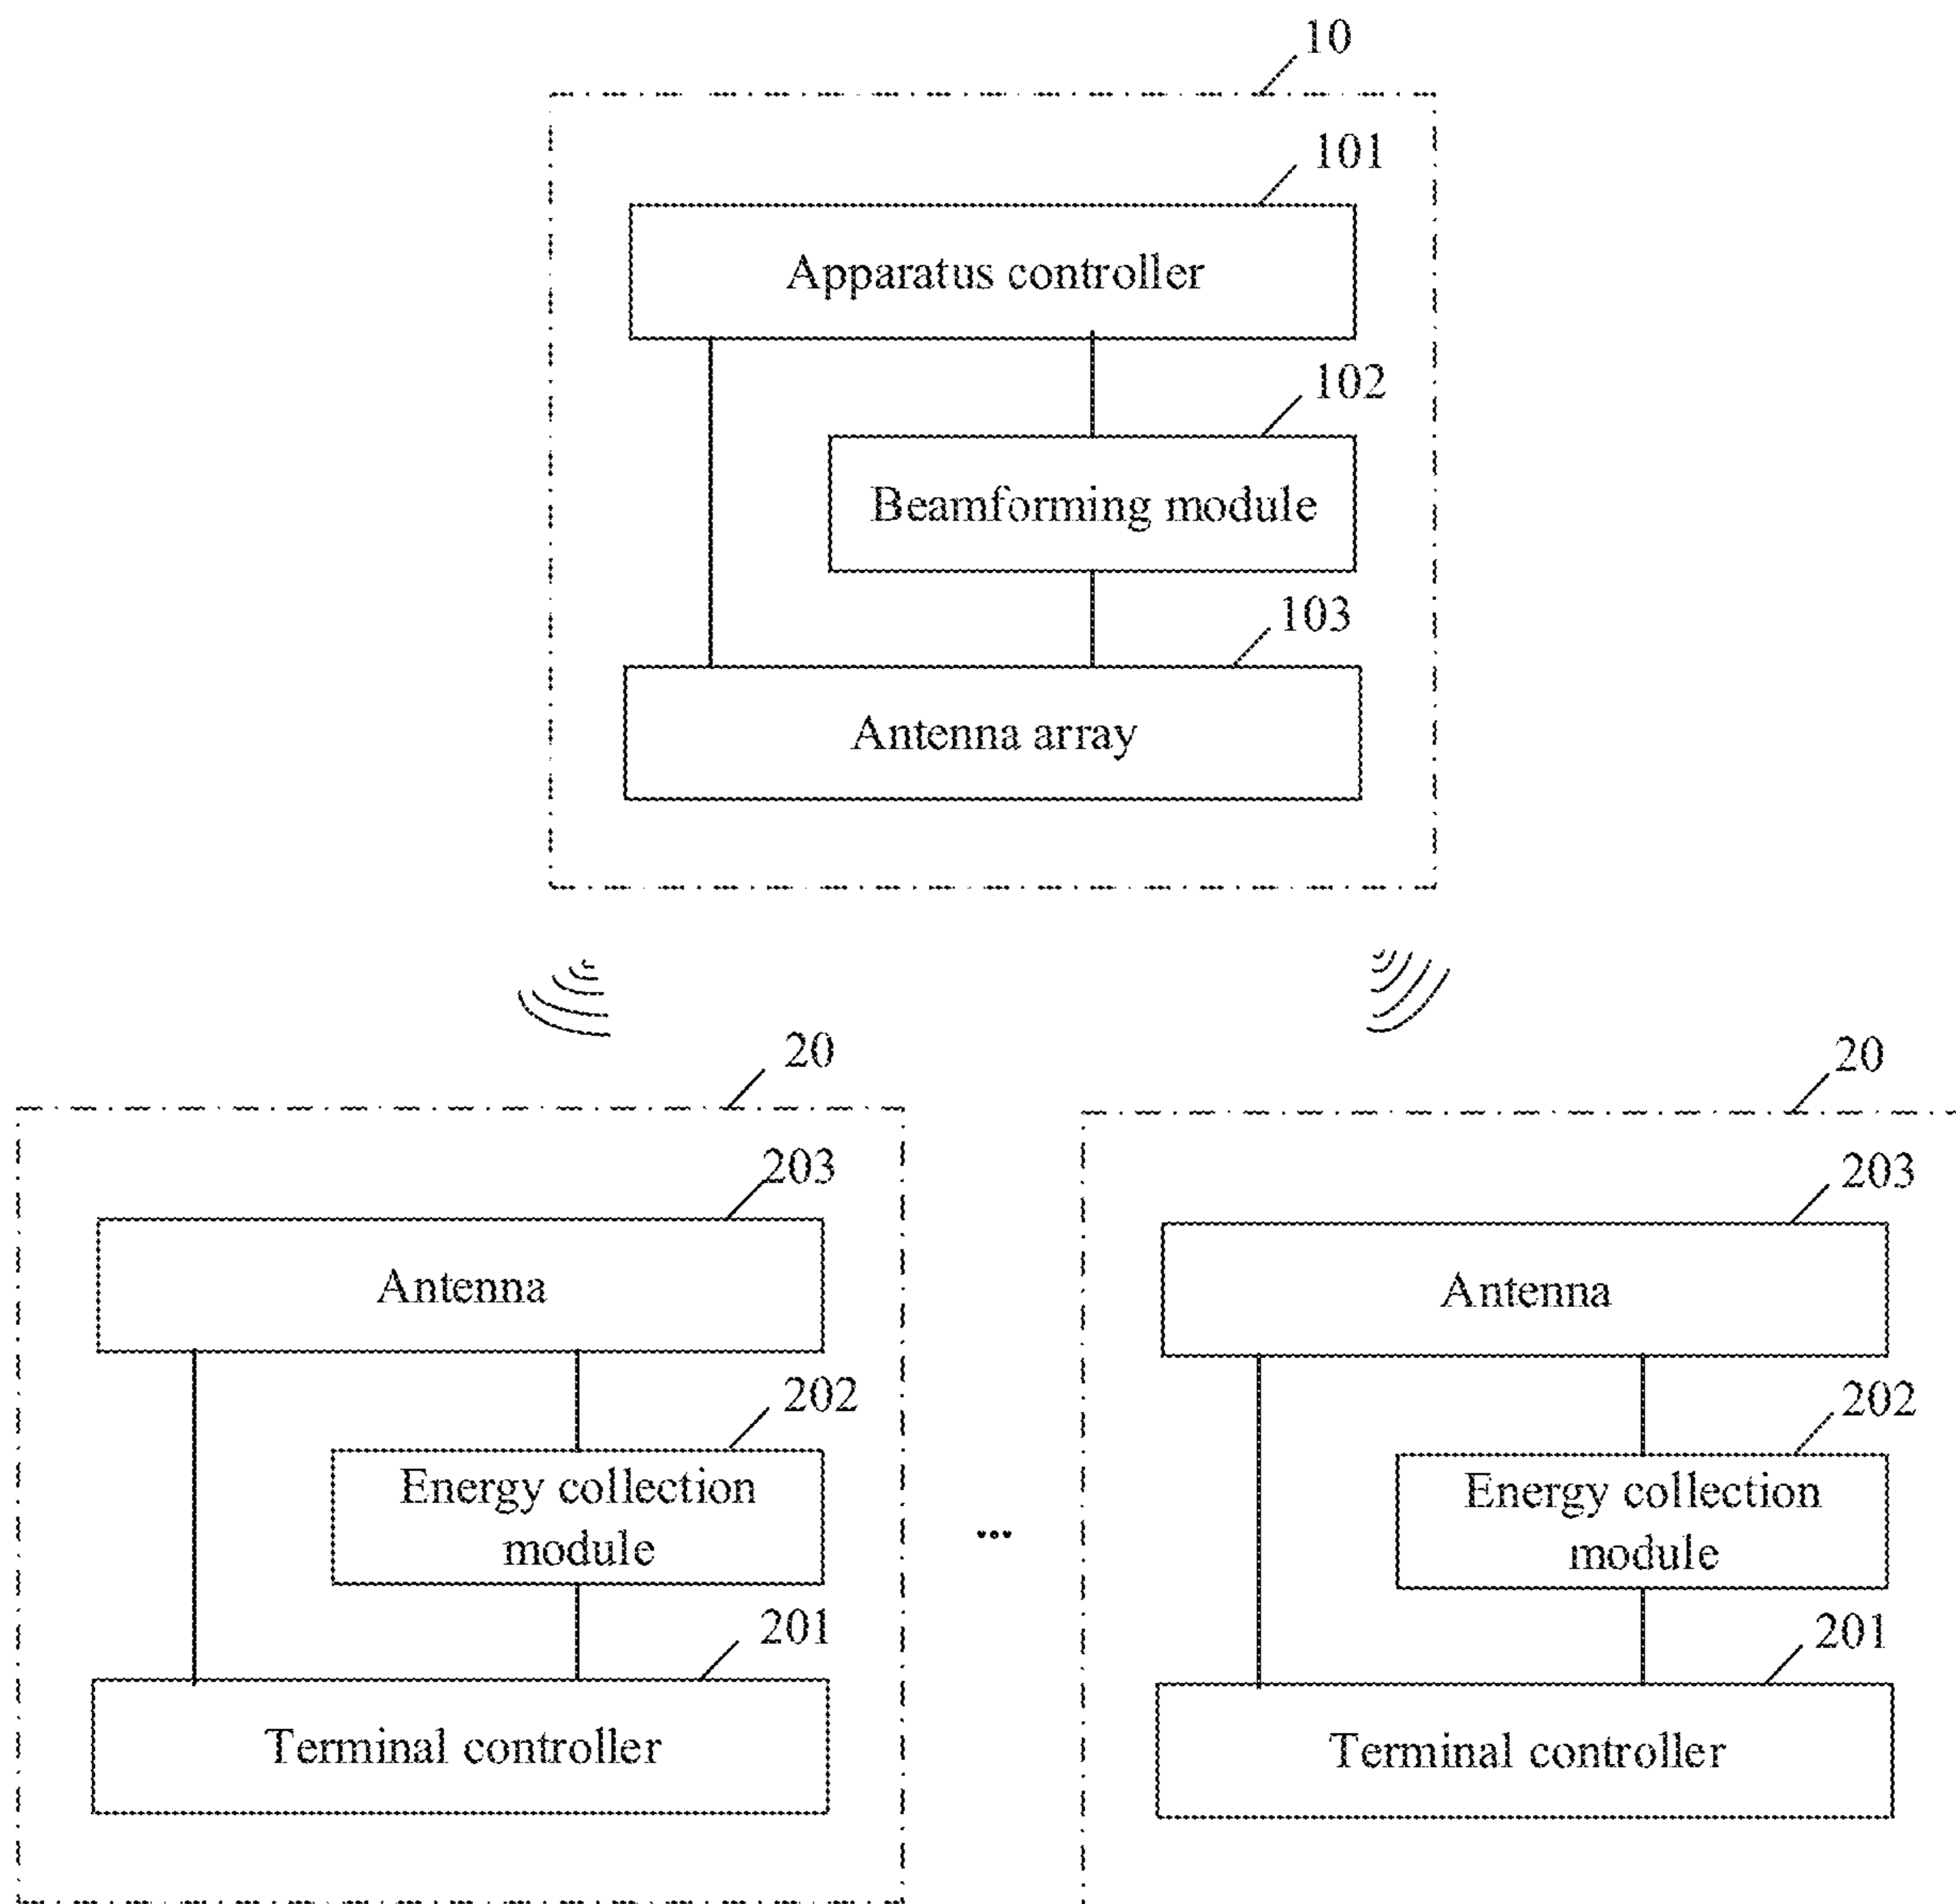 10
101
Apparatus controller
102
Beamforming module
103
Antenna array
20
203
Antenna
202
Energy collection
module
201
Terminal controller
...
20
203
Antenna
202
Energy collection
module
201
Terminal controller